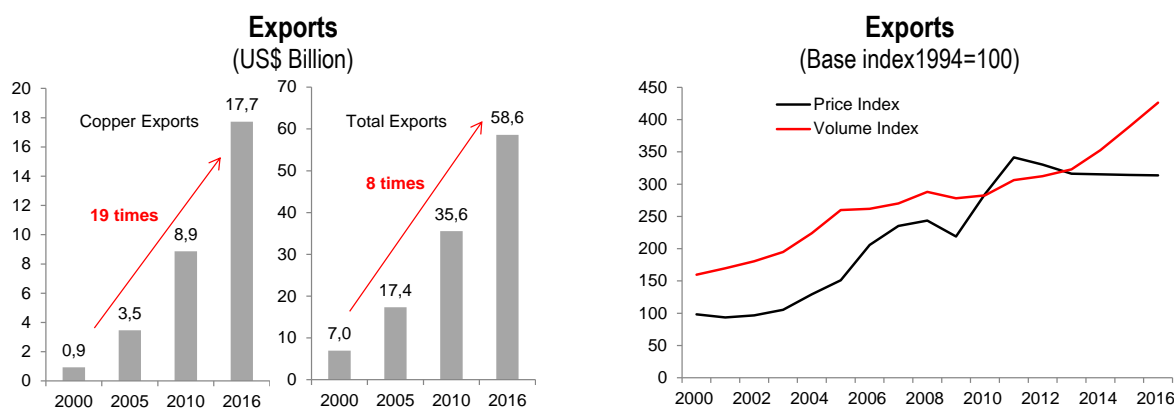 Exports
(US$ Billion)
20
18
16
14
12
10
8
6
4
2
0
Copper Exports
19 times
0,9
3,5
8,9
17,7
2000 2005 2010 2016
70
60
50
40
30
20
10
0
Total Exports
8 times
7,0
17,4
35,6
58,6
2000 2005 2010 2016
Exports
(Base index1994=100)
450
400
350
300
250
200
150
100
50
0
Price Index
Volume Index
2000 2002 2004 2006 2008 2010 2012 2014 2016